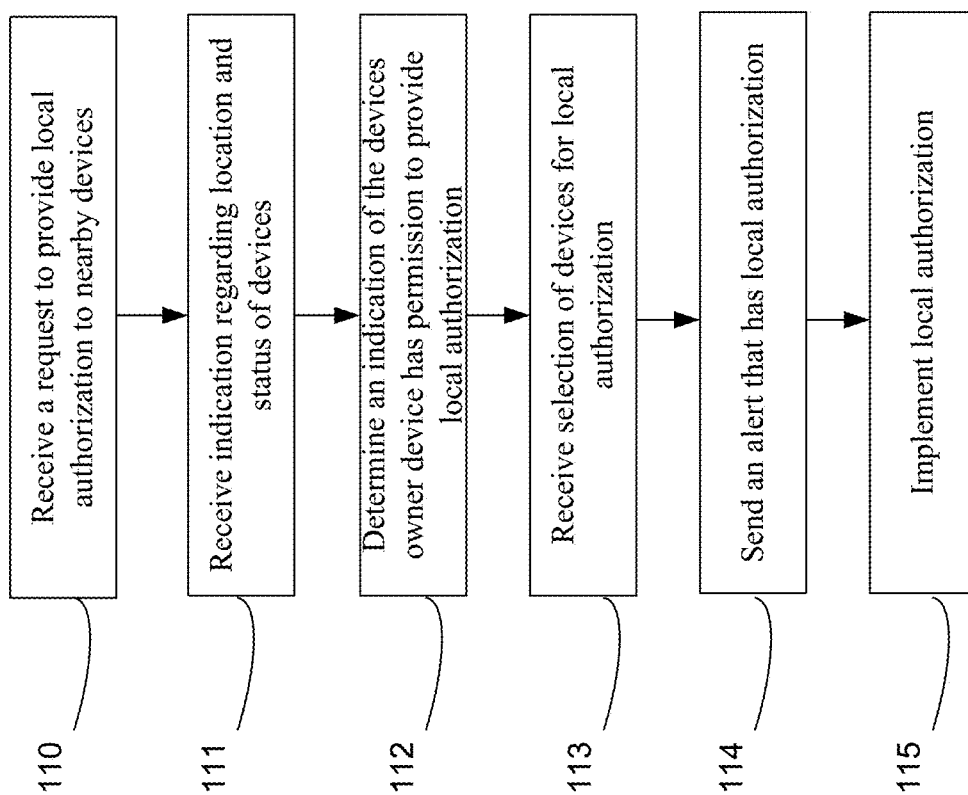 110
Receive a request to provide local
authorization to nearby devices
111
Receive indication regarding location and
status of devices
112
Determine an indication of the devices
owner device has permission to provide
local authorization
113
Receive selection of devices for local
authorization
114
Send an alert that has local authorization
115
Implement local authorization